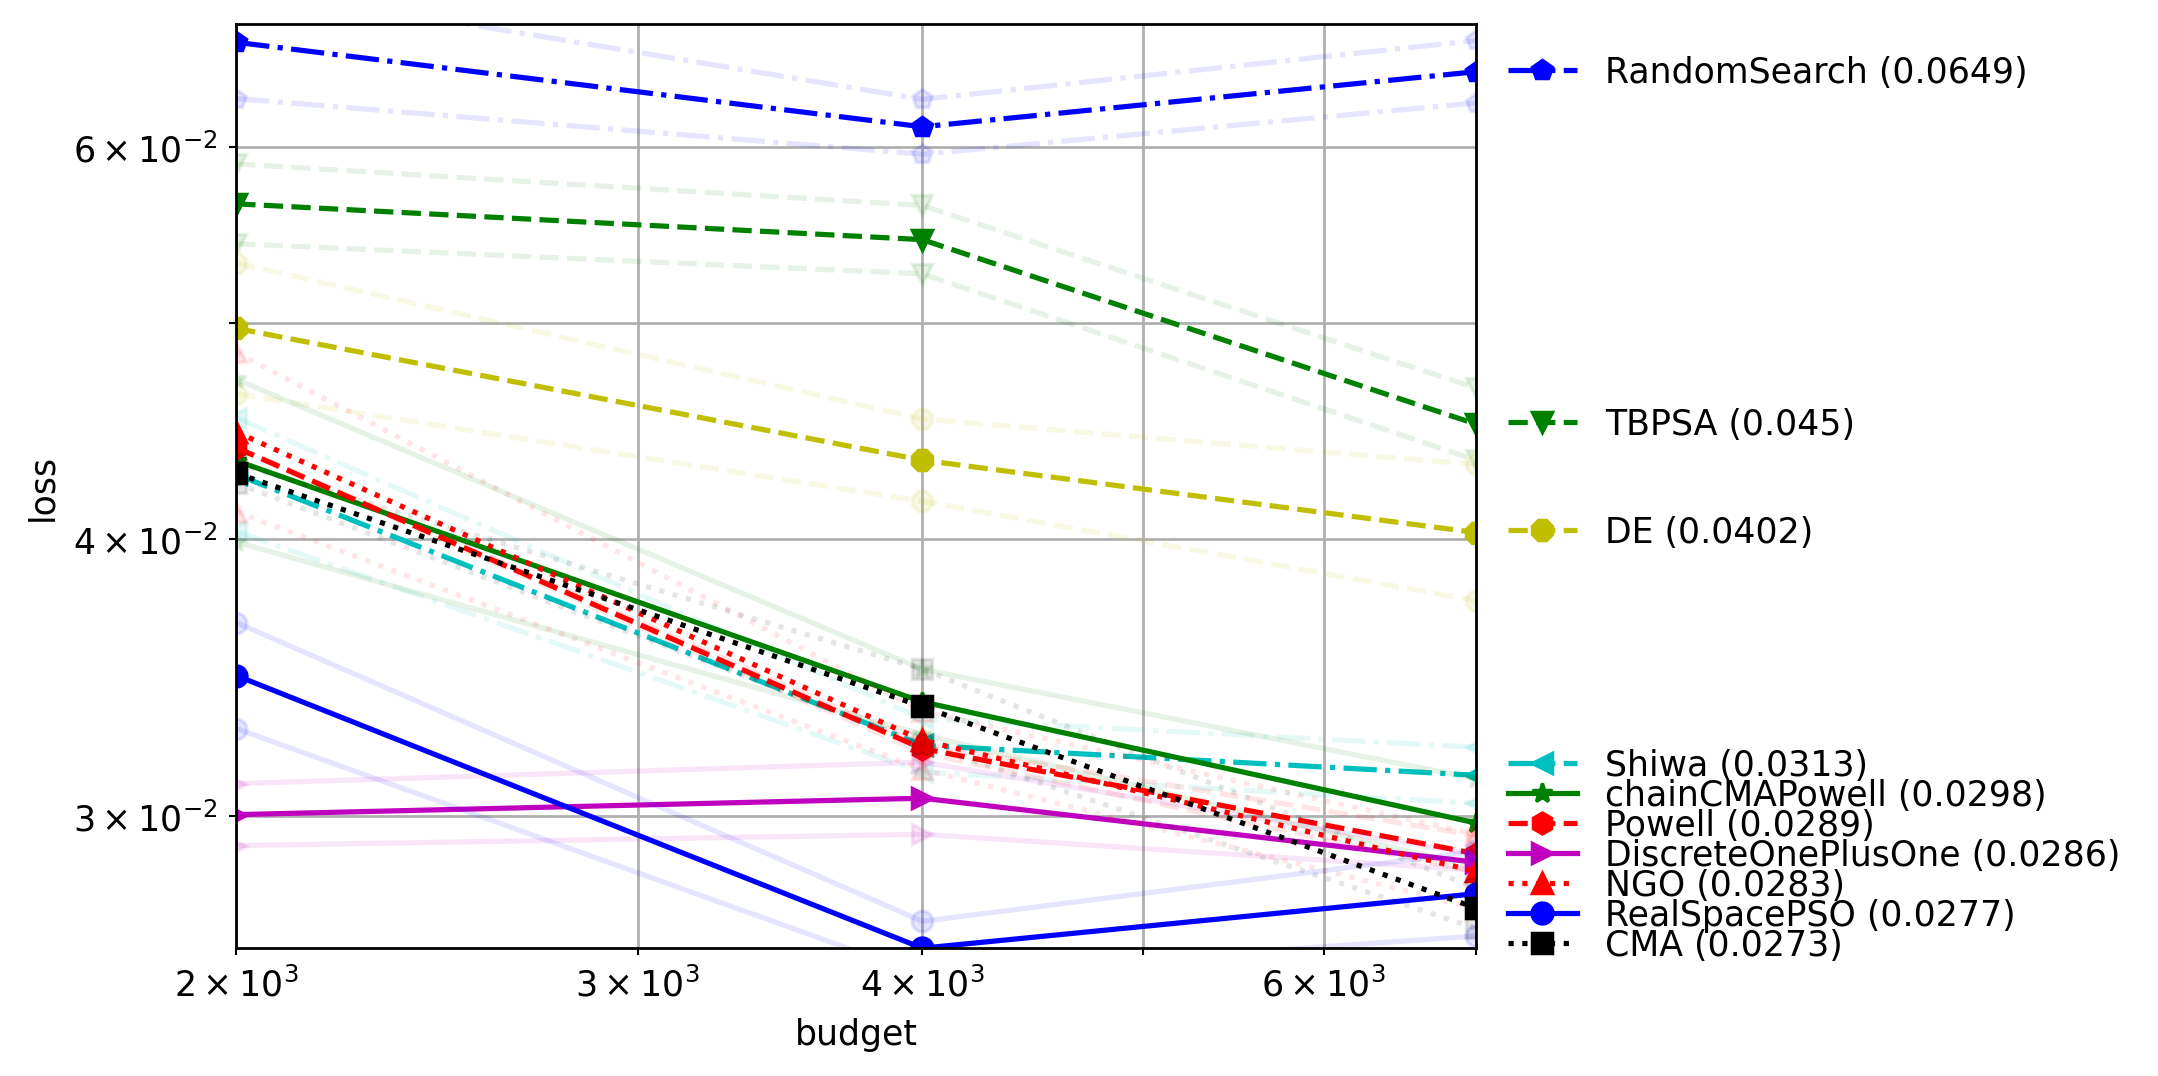 6 × 10⁻²
4 × 10⁻²
3 × 10⁻²
loss
2 × 10³
3 × 10³
4 × 10³
6 × 10³
budget
RandomSearch (0.0649)
TBPSA (0.045)
DE (0.0402)
Shiwa (0.0313)
chainCMAPowell (0.0298)
Powell (0.0289)
DiscreteOnePlusOne (0.0286)
NGO (0.0283)
RealSpacePSO (0.0277)
CMA (0.0273)